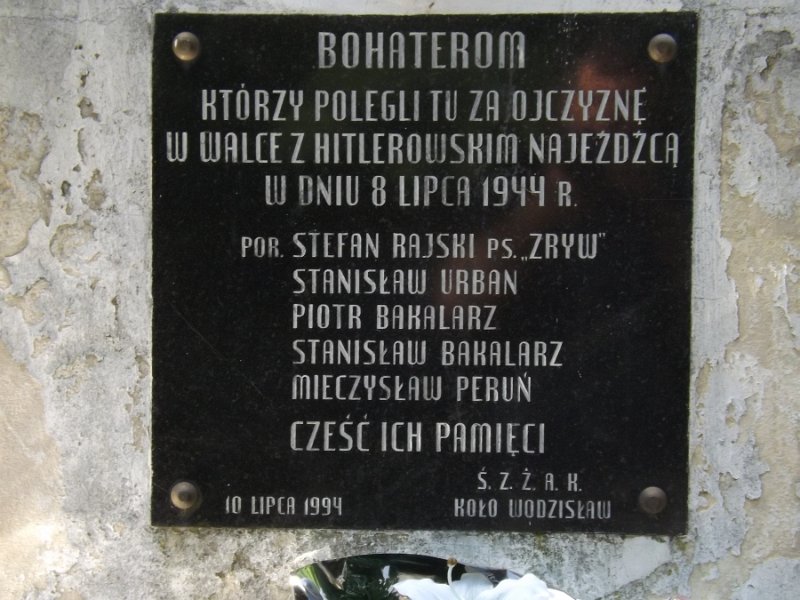 BOHATEROM
KTÓRZY POLEGLI TU ZA OJCZYZNĘ
W WALCE Z HITLEROWSKIM NAJEŹDŹCĄ
W DNIU 8 LIPCA 1944 R.
POR. STEFAN RAJSKI PS. „ZRYW"
STANISŁAW URBAN
PIOTR BAKALARZ
STANISŁAW BAKALARZ
MIECZYSŁAW PERUŃ
CZEŚĆ ICH PAMIĘCI
Ś. Z. Ż. A. K.
10 LIPCA 1994 KOŁO WODZISŁAW